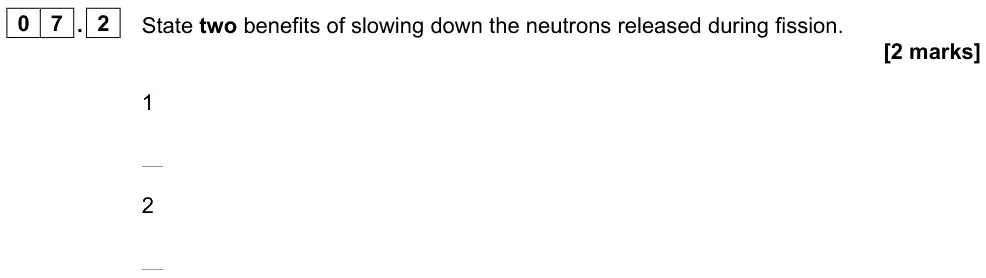 0 7 . 2 State two benefits of slowing down the neutrons released during fission.
[2 marks]
1
2